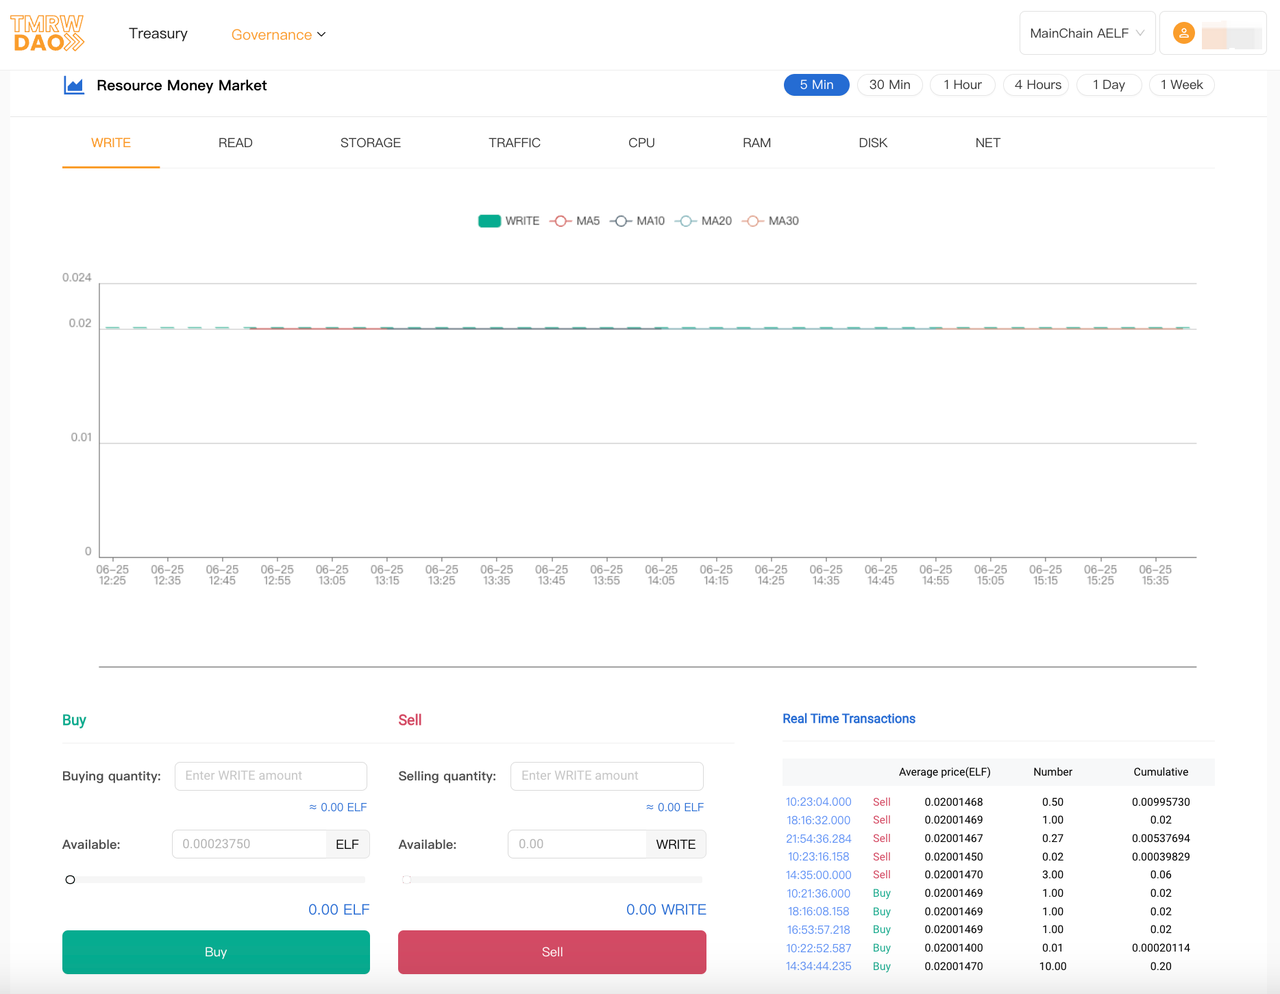 TMRW
DAO
Treasury
Governance
MainChain AELF
Resource Money Market
5 Min 30 Min 1 Hour 4 Hours 1 Day 1 Week
WRITE READ STORAGE TRAFFIC CPU RAM DISK NET
WRITE MA5 MA10 MA20 MA30
0.024
0.02
0.01
0
06-25 06-25 06-25 06-25 06-25 06-25 06-25 06-25 06-25 06-25 06-25 06-25 06-25 06-25 06-25 06-25 06-25 06-25 06-25 06-25
12:25 12:35 12:45 12:55 13:05 13:15 13:25 13:35 13:45 13:55 14:05 14:15 14:25 14:35 14:45 14:55 15:05 15:15 15:25 15:35
Buy
Buying quantity: Enter WRITE amount
≈ 0.00 ELF
Available: 0.00023750 ELF
0.00 ELF
Buy
Sell
Selling quantity: Enter WRITE amount
≈ 0.00 ELF
Available: 0.00 WRITE
0.00 WRITE
Sell
Real Time Transactions
Average price(ELF) Number Cumulative
10:23:04.000 Sell 0.02001468 0.50 0.00995730
18:16:32.000 Sell 0.02001469 1.00 0.02
21:54:36.284 Sell 0.02001467 0.27 0.00537694
10:23:16.158 Sell 0.02001450 0.02 0.00039829
14:35:00.000 Sell 0.02001470 3.00 0.06
10:21:36.000 Buy 0.02001469 1.00 0.02
18:16:08.158 Buy 0.02001469 1.00 0.02
16:53:57.218 Buy 0.02001469 1.00 0.02
10:22:52.587 Buy 0.02001400 0.01 0.00020114
14:34:44.235 Buy 0.02001470 10.00 0.20